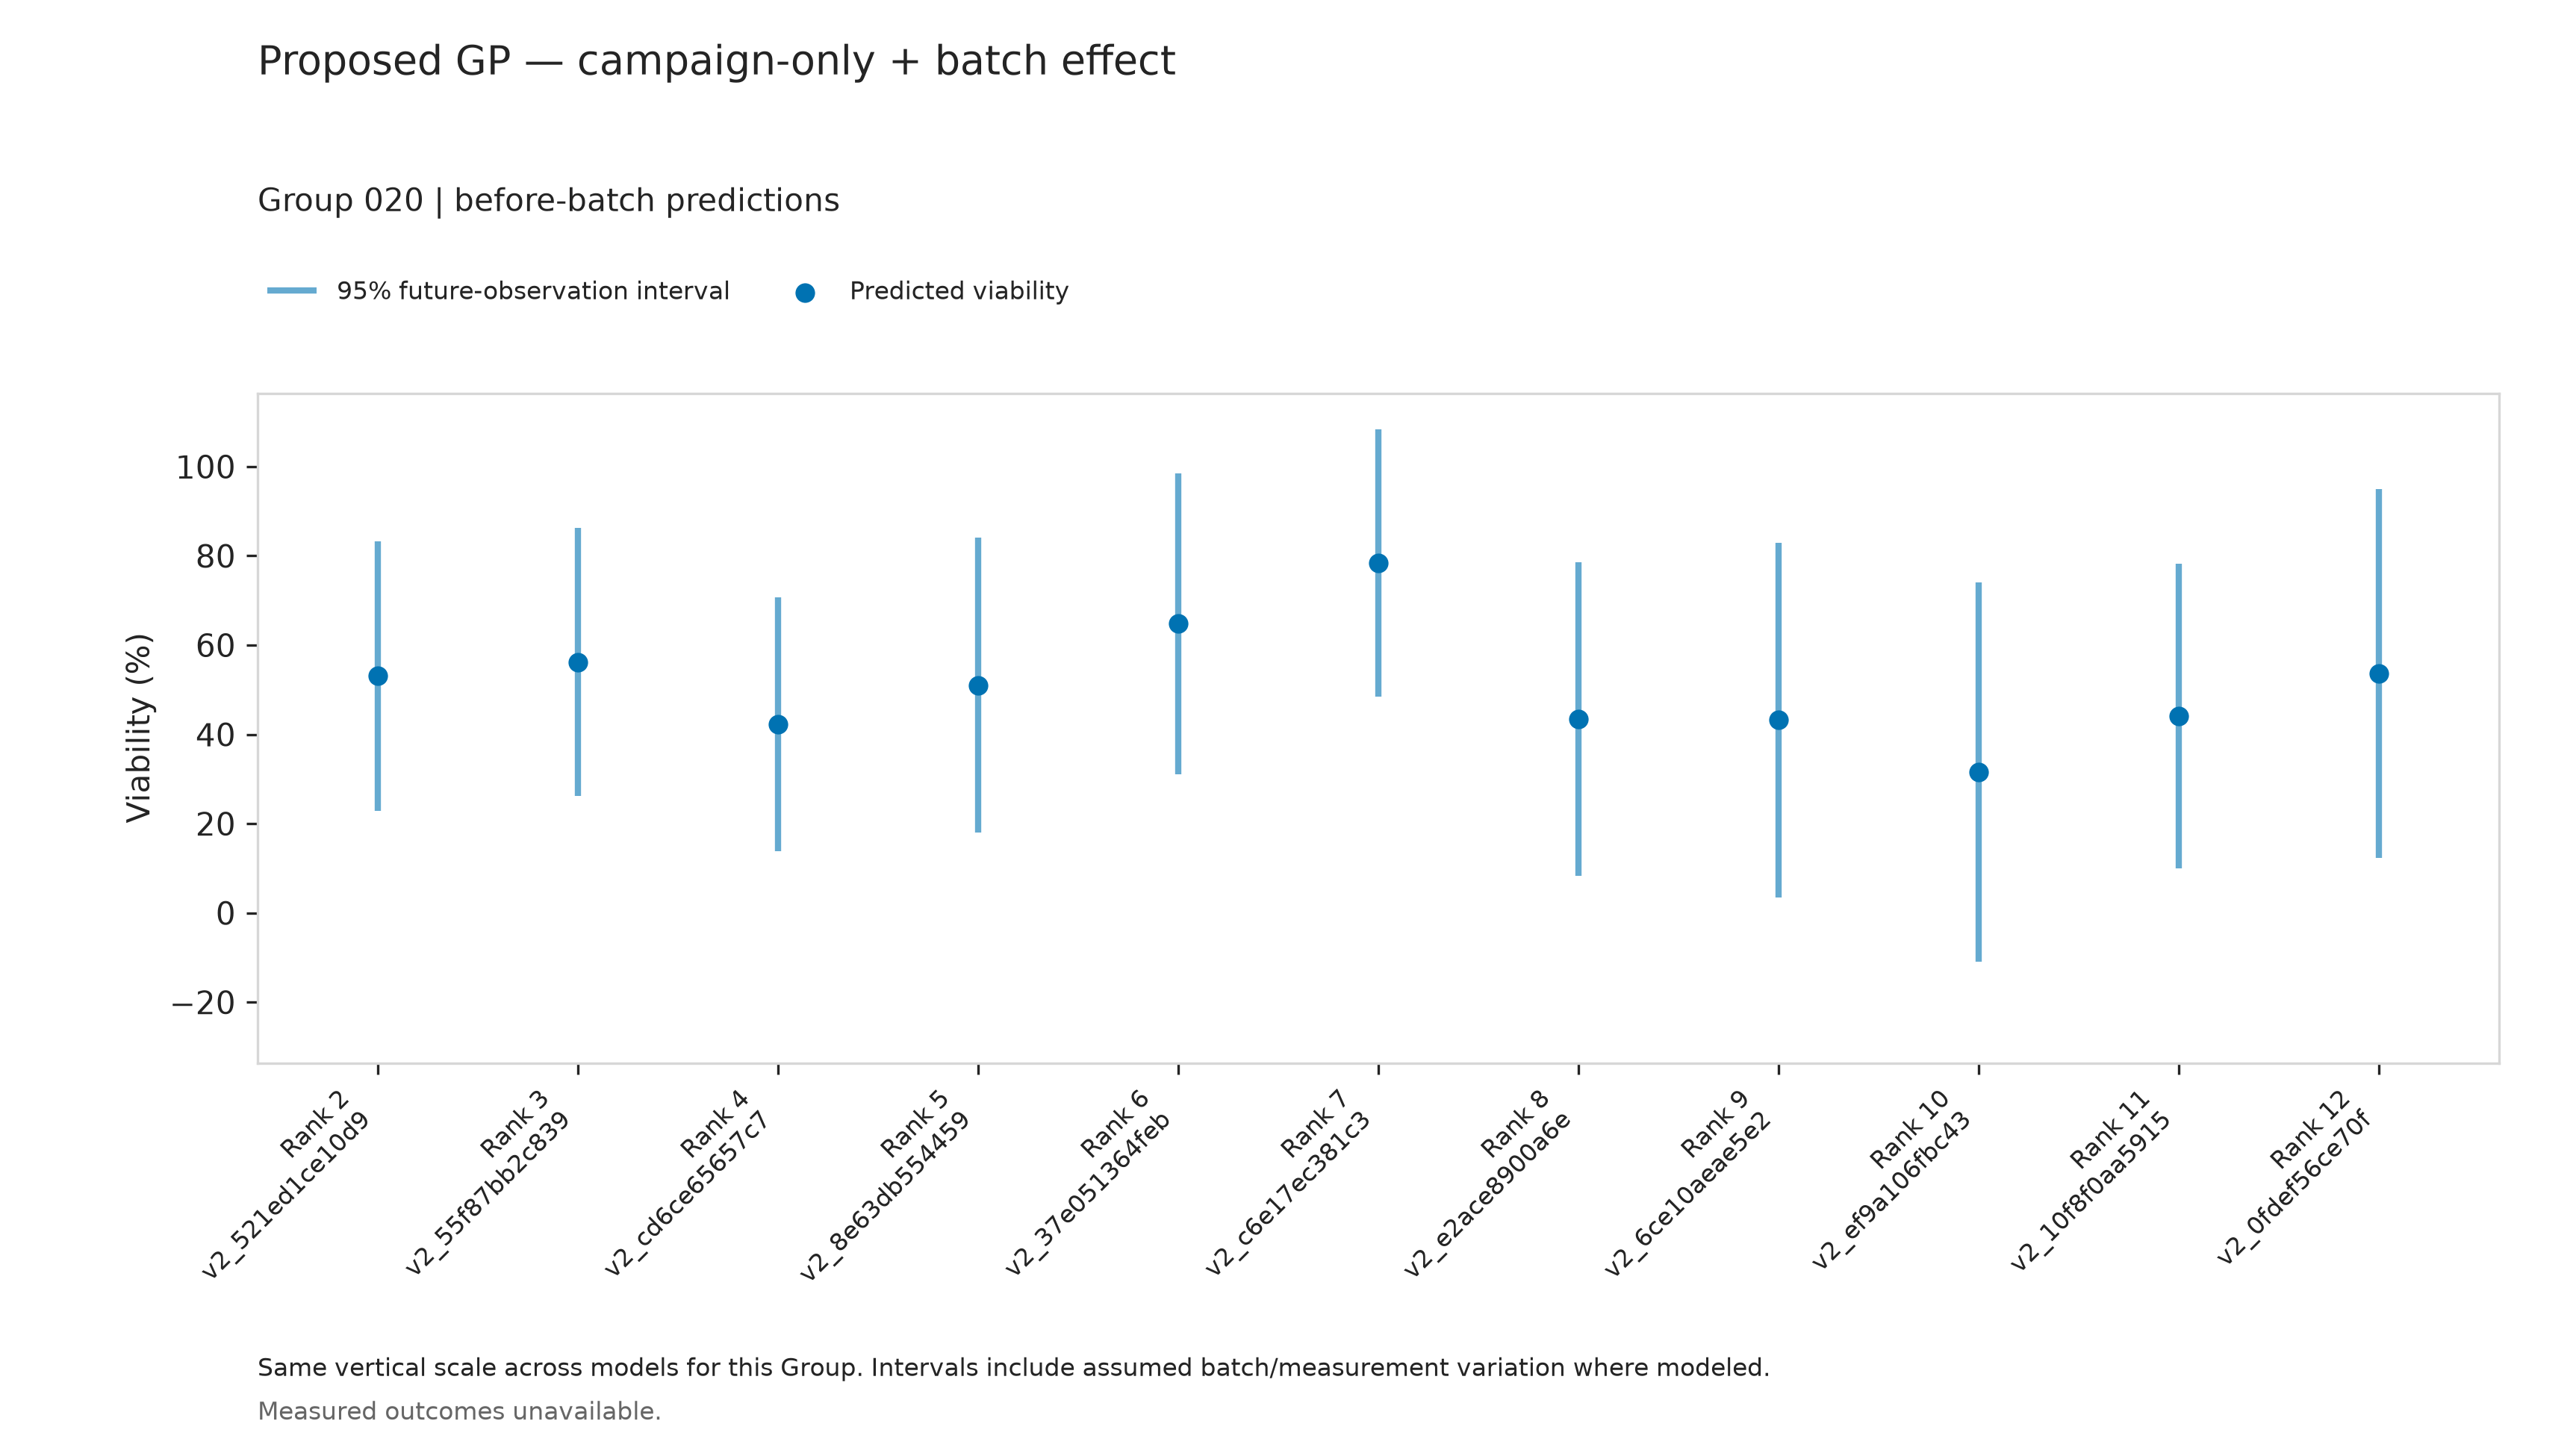 Proposed GP — campaign-only + batch effect
Group 020 | before-batch predictions
95% future-observation interval
Predicted viability
Viability (%)
100
80
60
40
20
0
−20
Rank 2
v2_521ed1ce10d9
Rank 3
v2_55f87bb2c839
Rank 4
v2_cd6ce65657c7
Rank 5
v2_8e63db554459
Rank 6
v2_37e051364feb
Rank 7
v2_c6e17ec381c3
Rank 8
v2_e2ace8900a6e
Rank 9
v2_6ce10aeae5e2
Rank 10
v2_ef9a106fbc43
Rank 11
v2_10f8f0aa5915
Rank 12
v2_0fdef56ce70f
Same vertical scale across models for this Group. Intervals include assumed batch/measurement variation where modeled.
Measured outcomes unavailable.